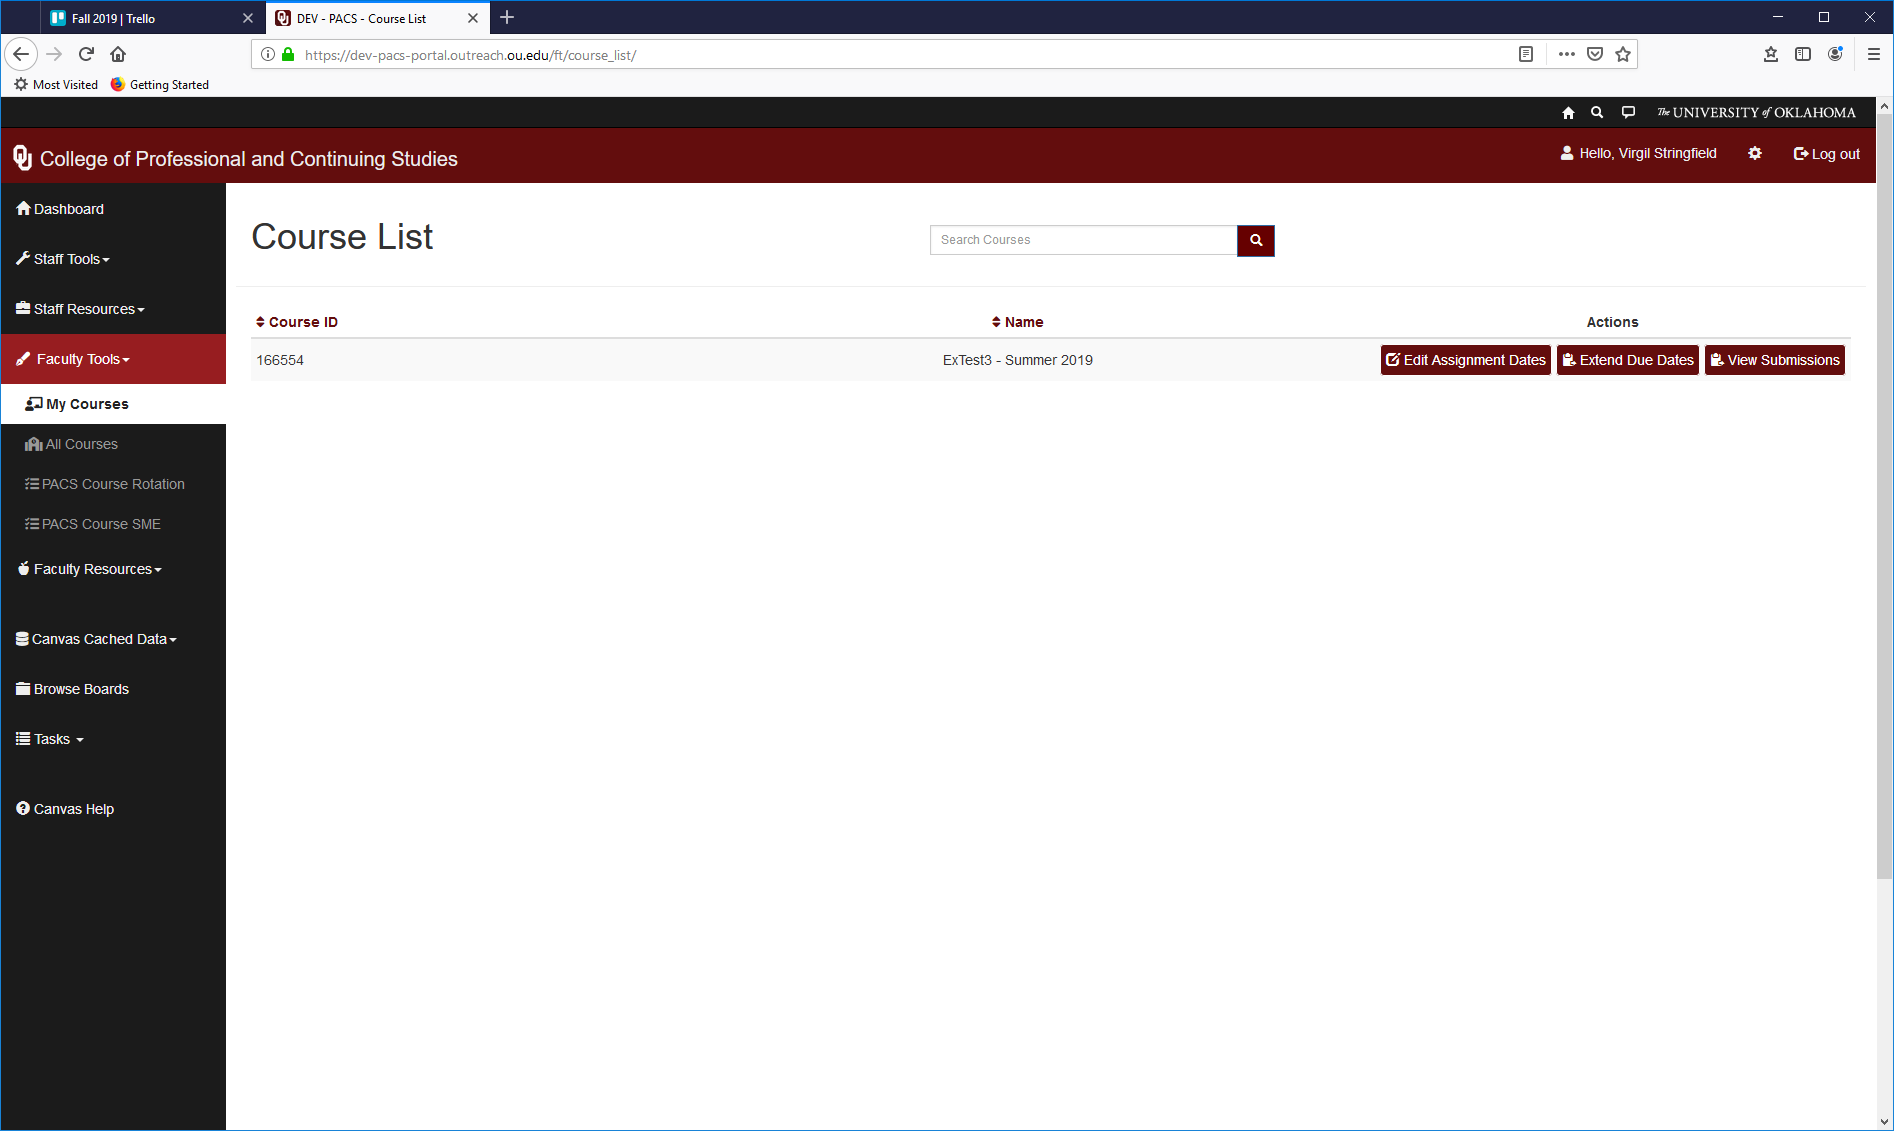 Fall 2019 | Trello
DEV - PACS - Course List
https://dev-pacs-portal.outreach.ou.edu/ft/course_list/
Most Visited
Getting Started
The UNIVERSITY of OKLAHOMA
OU College of Professional and Continuing Studies
Hello, Virgil Stringfield
Log out
Dashboard
Staff Tools
Staff Resources
Faculty Tools
My Courses
All Courses
PACS Course Rotation
PACS Course SME
Faculty Resources
Canvas Cached Data
Browse Boards
Tasks
Canvas Help
Course List
Search Courses
Course ID
Name
Actions
166554
ExTest3 - Summer 2019
Edit Assignment Dates
Extend Due Dates
View Submissions